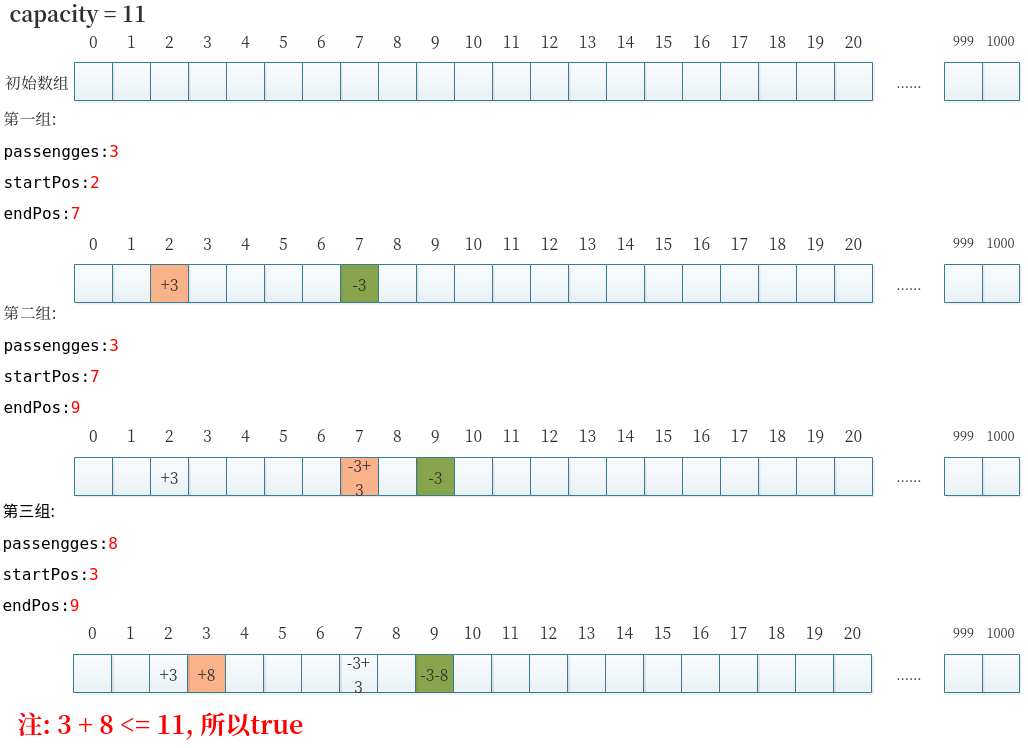 capacity = 11
0 1 2 3 4 5 6 7 8 9 10 11 12 13 14 15 16 17 18 19 20 999 1000
初始数组 ......
第一组:
passengges:3
startPos:2
endPos:7
0 1 2 3 4 5 6 7 8 9 10 11 12 13 14 15 16 17 18 19 20 999 1000
+3 -3 ......
第二组:
passengges:3
startPos:7
endPos:9
0 1 2 3 4 5 6 7 8 9 10 11 12 13 14 15 16 17 18 19 20 999 1000
+3 -3+3 -3 ......
第三组:
passengges:8
startPos:3
endPos:9
0 1 2 3 4 5 6 7 8 9 10 11 12 13 14 15 16 17 18 19 20 999 1000
+3 +8 -3+3 -3-8 ......
注: 3 + 8 <= 11, 所以true